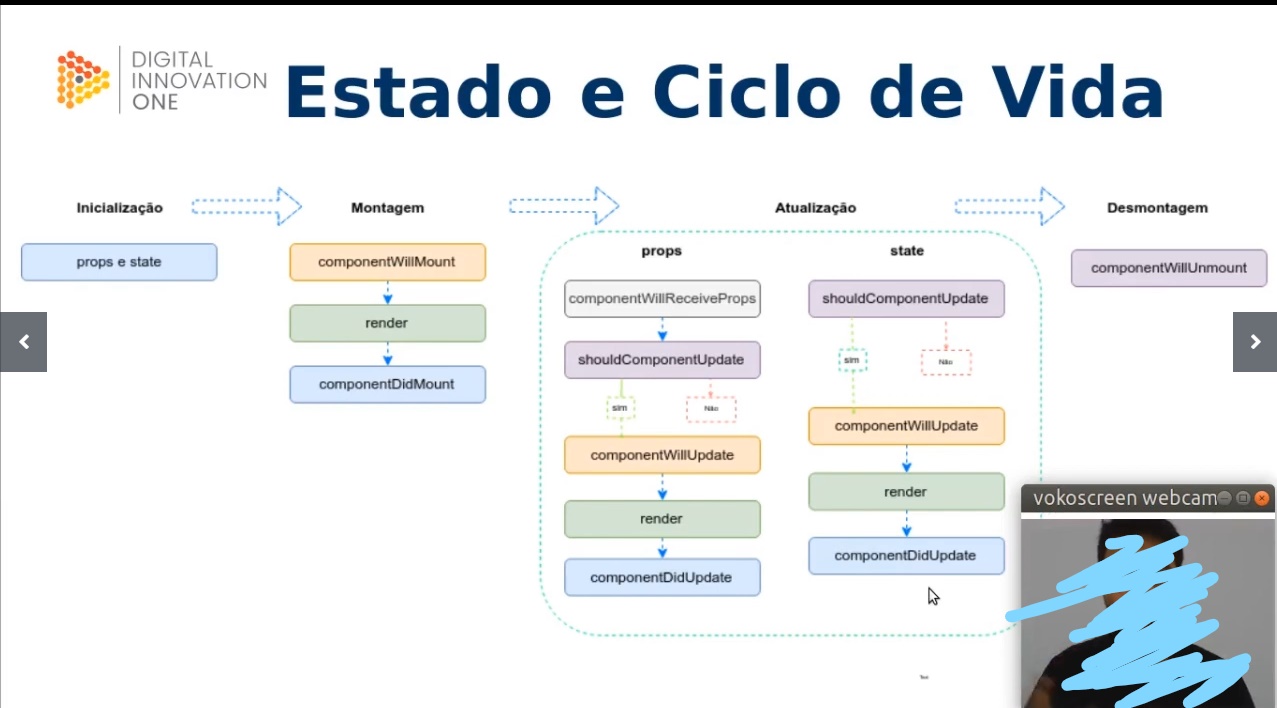 DIGITAL
INNOVATION
ONE
Estado e Ciclo de Vida
Inicialização
Montagem
Atualização
Desmontagem
props e state
componentWillMount
render
componentDidMount
props
componentWillReceiveProps
shouldComponentUpdate
sim
Não
componentWillUpdate
render
componentDidUpdate
state
shouldComponentUpdate
sim
Não
componentWillUpdate
render
componentDidUpdate
componentWillUnmount
Text
vokoscreen webcam